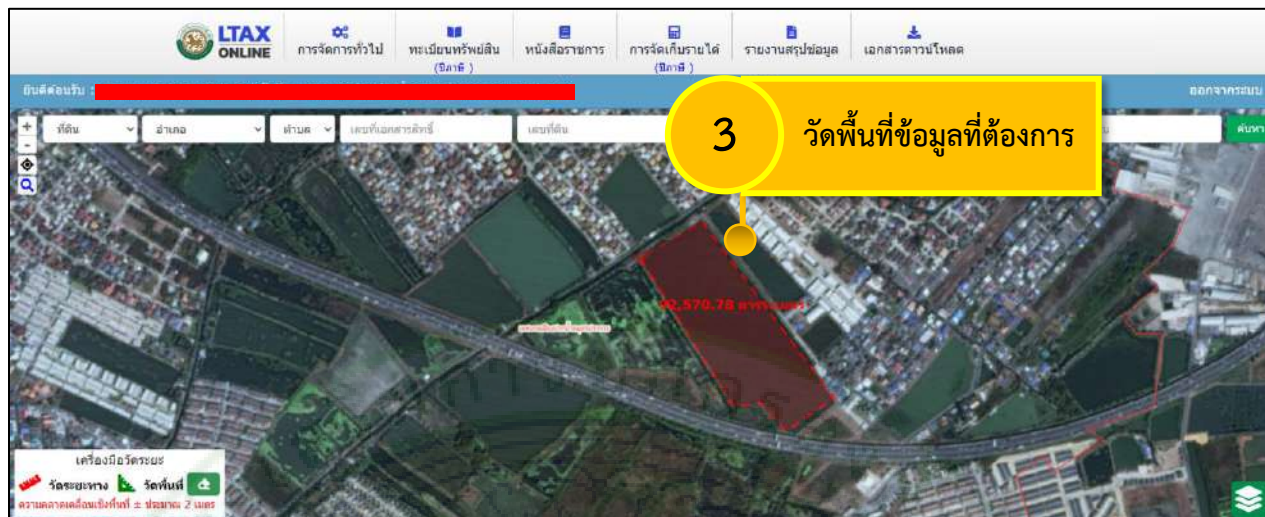 LTAX
ONLINE
การจัดการทั่วไป
ทะเบียนทรัพย์สิน
(ปีภาษี )
หนังสือราชการ
การจัดเก็บรายได้
(ปีภาษี )
รายงานสรุปข้อมูล
เอกสารดาวน์โหลด
ยินดีต้อนรับ :
ออกจากระบบ
+
-
ที่ดิน
อำเภอ
ตำบล
เลขที่เอกสารสิทธิ์
เลขที่ดิน
ค้นหา
3
วัดพื้นที่ข้อมูลที่ต้องการ
92,570.78 ตารางเมตร
เครื่องมือวัดระยะ
วัดระยะทาง วัดพื้นที่
ความคลาดเคลื่อนเชิงพื้นที่ ± ประมาณ 2 เมตร